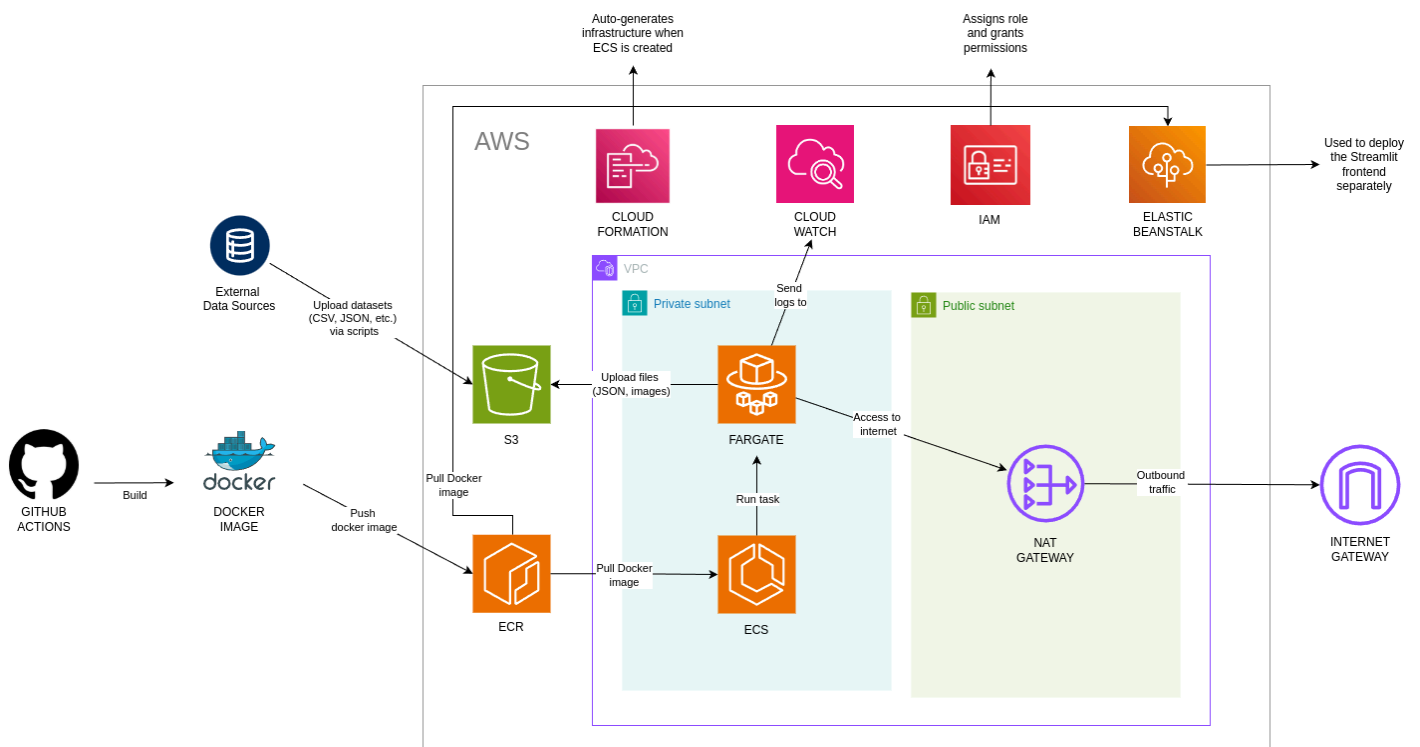 Auto-generates
infrastructure when
ECS is created
Assigns role
and grants
permissions
AWS
Used to deploy
the Streamlit
frontend
separately
CLOUD
FORMATION
CLOUD
WATCH
IAM
ELASTIC
BEANSTALK
External
Data Sources
VPC
Upload datasets
(CSV, JSON, etc.)
via scripts
Send
logs to
Private subnet
Public subnet
Upload files
(JSON, images)
S3
FARGATE
Access to
internet
docker
GITHUB
ACTIONS
Build
DOCKER
IMAGE
Push
docker image
Pull Docker
image
Run task
Outbound
traffic
NAT
GATEWAY
INTERNET
GATEWAY
Pull Docker
image
ECR
ECS